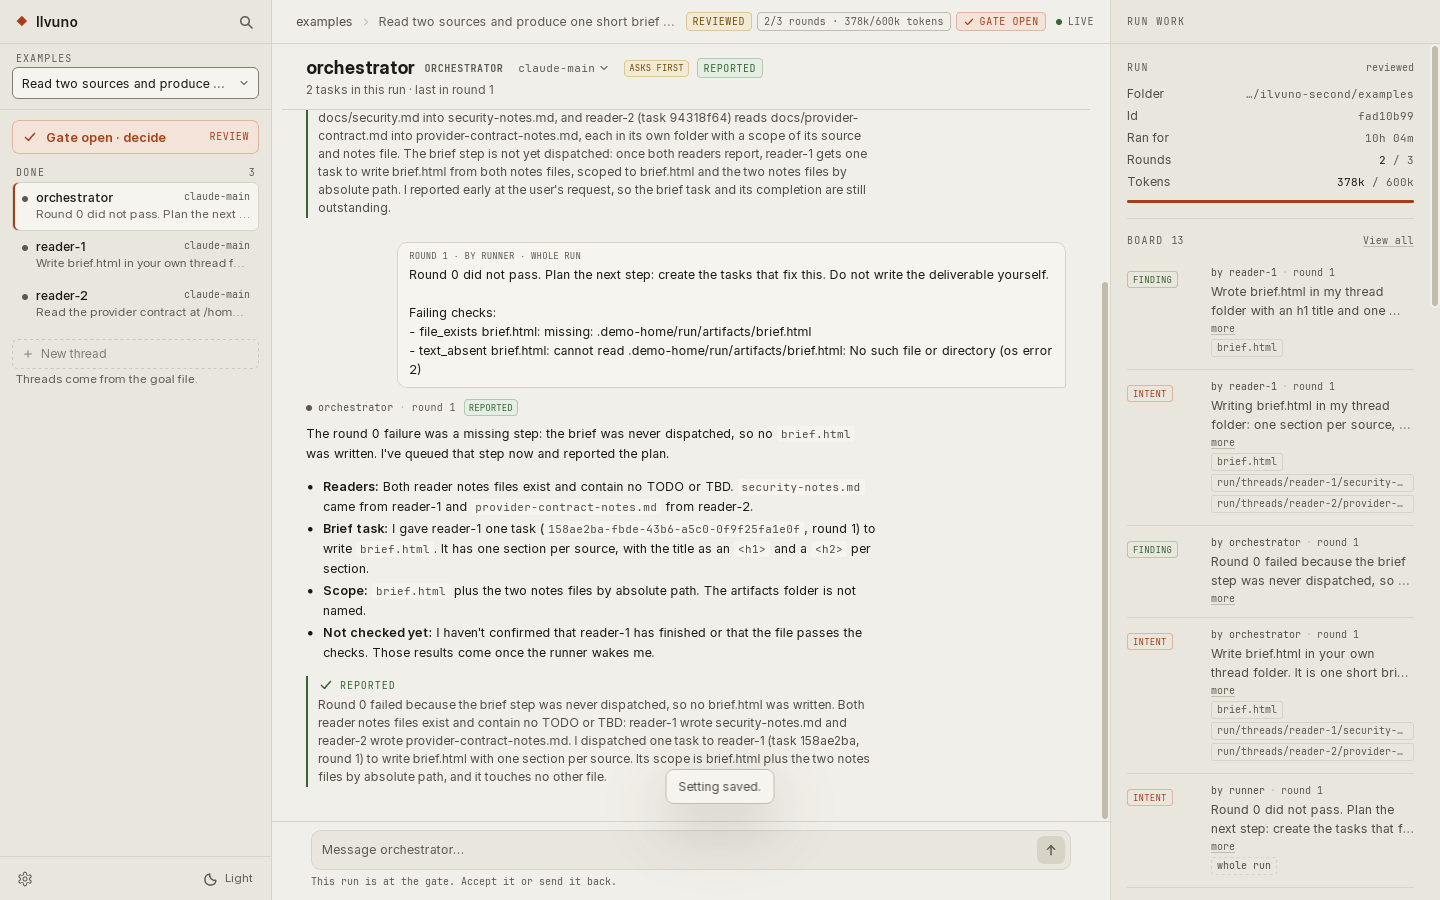 Ilvuno
EXAMPLES
Read two sources and produce ...
Gate open · decide REVIEW
DONE 3
orchestrator claude-main
Round 0 did not pass. Plan the next ...
reader-1 claude-main
Write brief.html in your own thread f...
reader-2 claude-main
Read the provider contract at /hom...
+ New thread
Threads come from the goal file.
Light
examples › Read two sources and produce one short brief ... REVIEWED 2/3 rounds · 378k/600k tokens GATE OPEN LIVE
orchestrator ORCHESTRATOR claude-main ASKS FIRST REPORTED
2 tasks in this run · last in round 1
docs/security.md into security-notes.md, and reader-2 (task 94318f64) reads docs/provider-
contract.md into provider-contract-notes.md, each in its own folder with a scope of its source
and notes file. The brief step is not yet dispatched: once both readers report, reader-1 gets one
task to write brief.html from both notes files, scoped to brief.html and the two notes files by
absolute path. I reported early at the user's request, so the brief task and its completion are still
outstanding.
ROUND 1 · BY RUNNER · WHOLE RUN
Round 0 did not pass. Plan the next step: create the tasks that fix this. Do not write the deliverable yourself.
Failing checks:
- file_exists brief.html: missing: .demo-home/run/artifacts/brief.html
- text_absent brief.html: cannot read .demo-home/run/artifacts/brief.html: No such file or directory (os error
2)
orchestrator · round 1 REPORTED
The round 0 failure was a missing step: the brief was never dispatched, so no brief.html
was written. I've queued that step now and reported the plan.
• Readers: Both reader notes files exist and contain no TODO or TBD. security-notes.md
came from reader-1 and provider-contract-notes.md from reader-2.
• Brief task: I gave reader-1 one task ( 158ae2ba-fbde-43b6-a5c0-0f9f25fa1e0f , round 1) to
write brief.html . It has one section per source, with the title as an <h1> and a <h2> per
section.
• Scope: brief.html plus the two notes files by absolute path. The artifacts folder is not
named.
• Not checked yet: I haven't confirmed that reader-1 has finished or that the file passes the
checks. Those results come once the runner wakes me.
REPORTED
Round 0 failed because the brief step was never dispatched, so no brief.html was written. Both
reader notes files exist and contain no TODO or TBD: reader-1 wrote security-notes.md and
reader-2 wrote provider-contract-notes.md. I dispatched one task to reader-1 (task 158ae2ba,
round 1) to write brief.html with one section per source. Its scope is brief.html plus the two notes
files by absolute path, and it touches no other file.
Setting saved.
Message orchestrator...
This run is at the gate. Accept it or send it back.
RUN WORK
RUN reviewed
Folder …/ilvuno-second/examples
Id fad10b99
Ran for 10h 04m
Rounds 2 / 3
Tokens 378k / 600k
BOARD 13 View all
FINDING
by reader-1 · round 1
Wrote brief.html in my thread
folder with an h1 title and one ...
more
brief.html
INTENT
by reader-1 · round 1
Writing brief.html in my thread
folder: one section per source, ...
more
brief.html
run/threads/reader-1/security-…
run/threads/reader-2/provider-…
FINDING
by orchestrator · round 1
Round 0 failed because the brief
step was never dispatched, so ...
more
INTENT
by orchestrator · round 1
Write brief.html in your own
thread folder. It is one short bri...
more
brief.html
run/threads/reader-1/security-…
run/threads/reader-2/provider-…
INTENT
by runner · round 1
Round 0 did not pass. Plan the
next step: create the tasks that f...
more
whole run